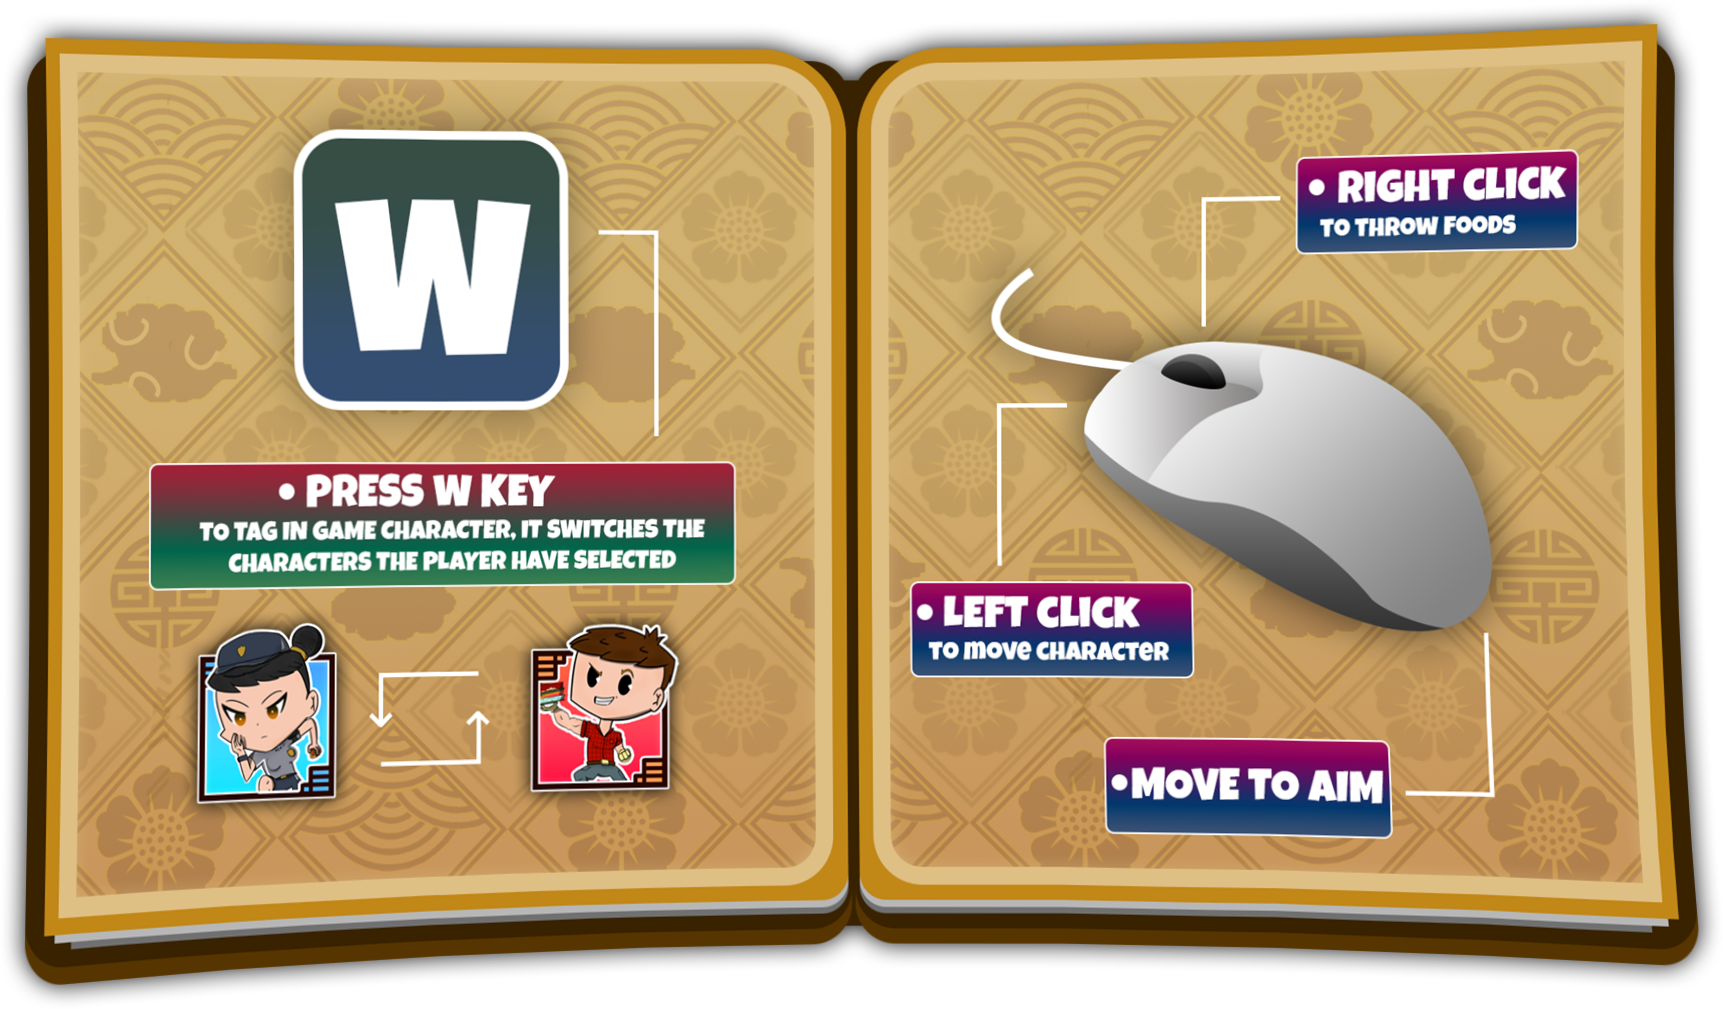 W
• PRESS W KEY
TO TAG IN GAME CHARACTER, IT SWITCHES THE
CHARACTERS THE PLAYER HAVE SELECTED
• RIGHT CLICK
TO THROW FOODS
• LEFT CLICK
TO MOVE CHARACTER
•MOVE TO AIM